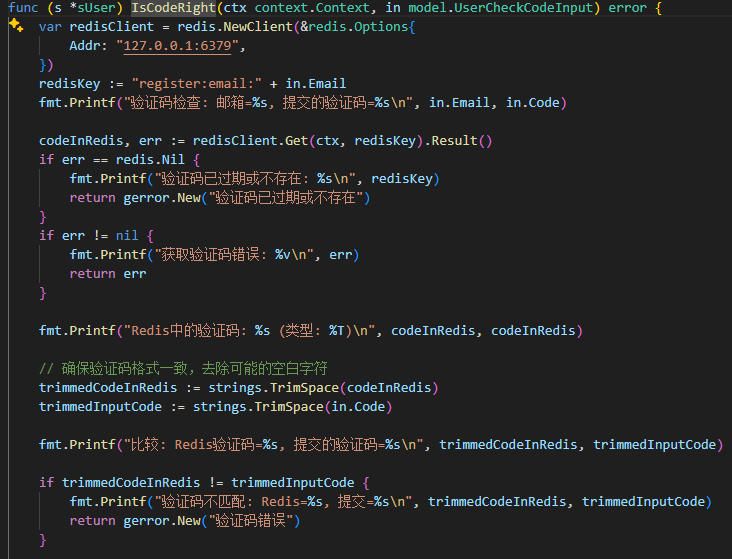 func (s *sUser) IsCodeRight(ctx context.Context, in model.UserCheckCodeInput) error {
    var redisClient = redis.NewClient(&redis.Options{
        Addr: "127.0.0.1:6379",
    })
    redisKey := "register:email:" + in.Email
    fmt.Printf("验证码检查: 邮箱=%s, 提交的验证码=%s\n", in.Email, in.Code)

    codeInRedis, err := redisClient.Get(ctx, redisKey).Result()
    if err == redis.Nil {
        fmt.Printf("验证码已过期或不存在: %s\n", redisKey)
        return gerror.New("验证码已过期或不存在")
    }
    if err != nil {
        fmt.Printf("获取验证码错误: %v\n", err)
        return err
    }

    fmt.Printf("Redis中的验证码: %s (类型: %T)\n", codeInRedis, codeInRedis)

    // 确保验证码格式一致，去除可能的空白字符
    trimmedCodeInRedis := strings.TrimSpace(codeInRedis)
    trimmedInputCode := strings.TrimSpace(in.Code)

    fmt.Printf("比较: Redis验证码=%s, 提交的验证码=%s\n", trimmedCodeInRedis, trimmedInputCode)

    if trimmedCodeInRedis != trimmedInputCode {
        fmt.Printf("验证码不匹配: Redis=%s, 提交=%s\n", trimmedCodeInRedis, trimmedInputCode)
        return gerror.New("验证码错误")
    }